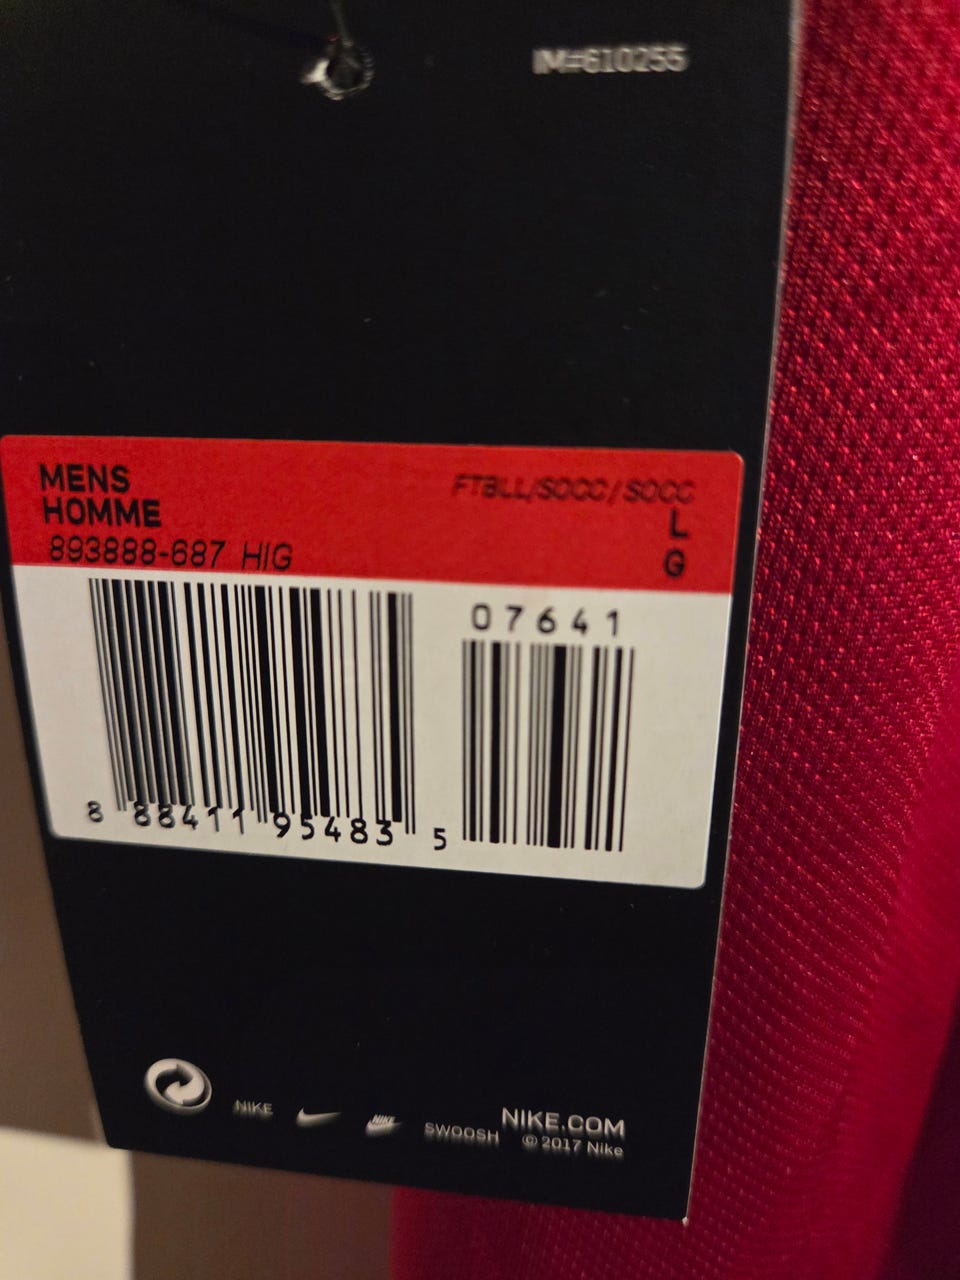 IM#610255
MENS
HOMME
FTBLL/SOCC/SOCC
L
893888-687 HIG
G
07641
8 88411 95483 5
NIKE
NIKE
SWOOSH
NIKE.COM
© 2017 Nike